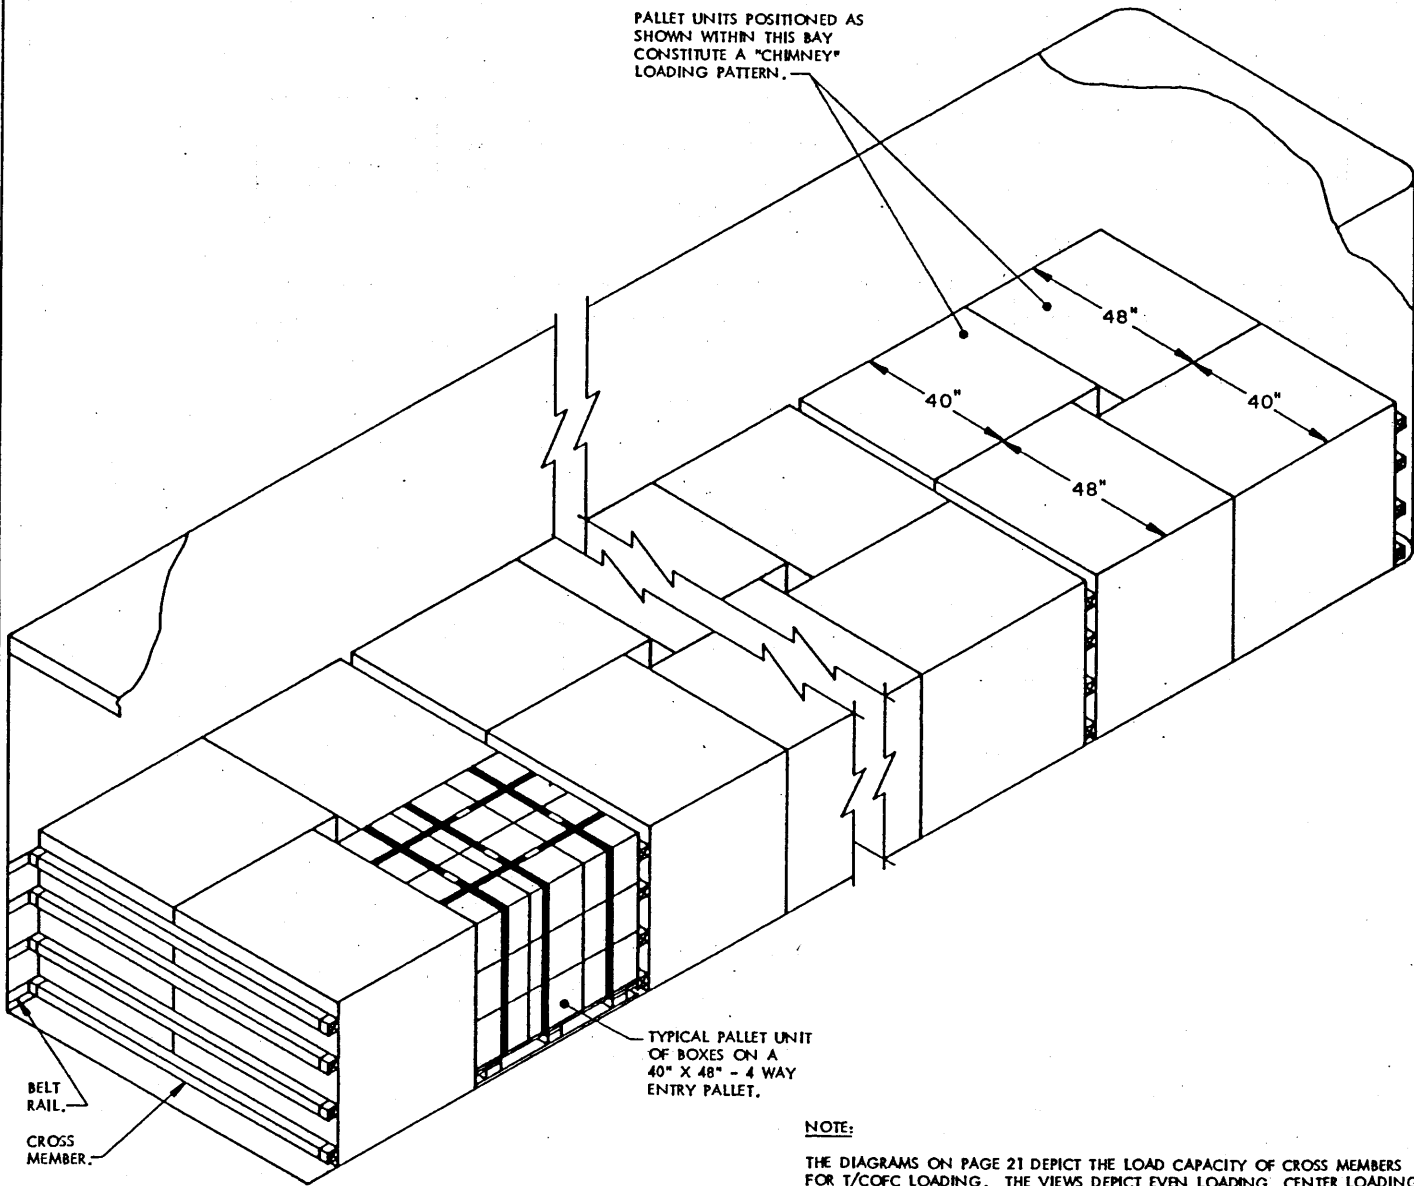 PALLET UNITS POSITIONED AS
SHOWN WITHIN THIS BAY
CONSTITUTE A "CHIMNEY"
LOADING PATTERN.
48"
40"
40"
48"
TYPICAL PALLET UNIT
OF BOXES ON A
40" X 48" - 4 WAY
ENTRY PALLET.
BELT
RAIL.
CROSS
MEMBER.
NOTE:
THE DIAGRAMS ON PAGE 21 DEPICT THE LOAD CAPACITY OF CROSS MEMBERS
FOR T/COFC LOADING. THE VIEWS DEPICT EVEN LOADING, CENTER LOADING